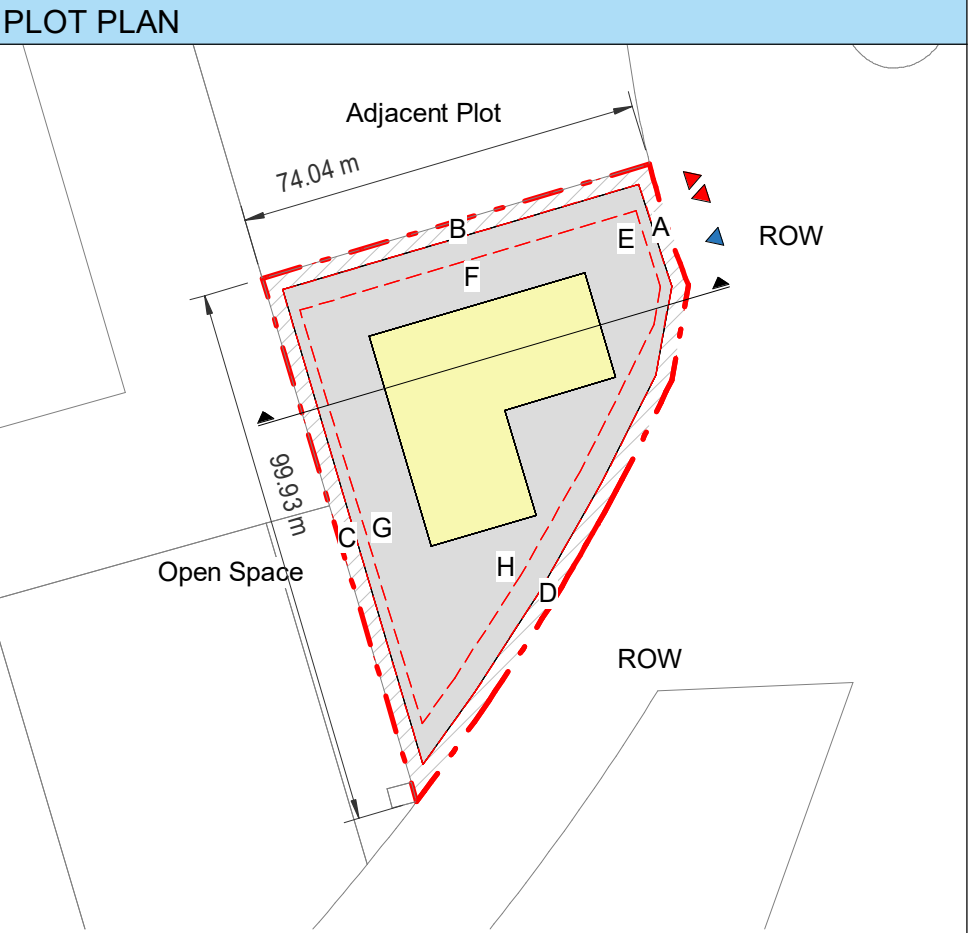 PLOT PLAN
Adjacent Plot
74.04 m
B
A
E
ROW
F
99.93 m
C
G
Open Space
H
D
ROW